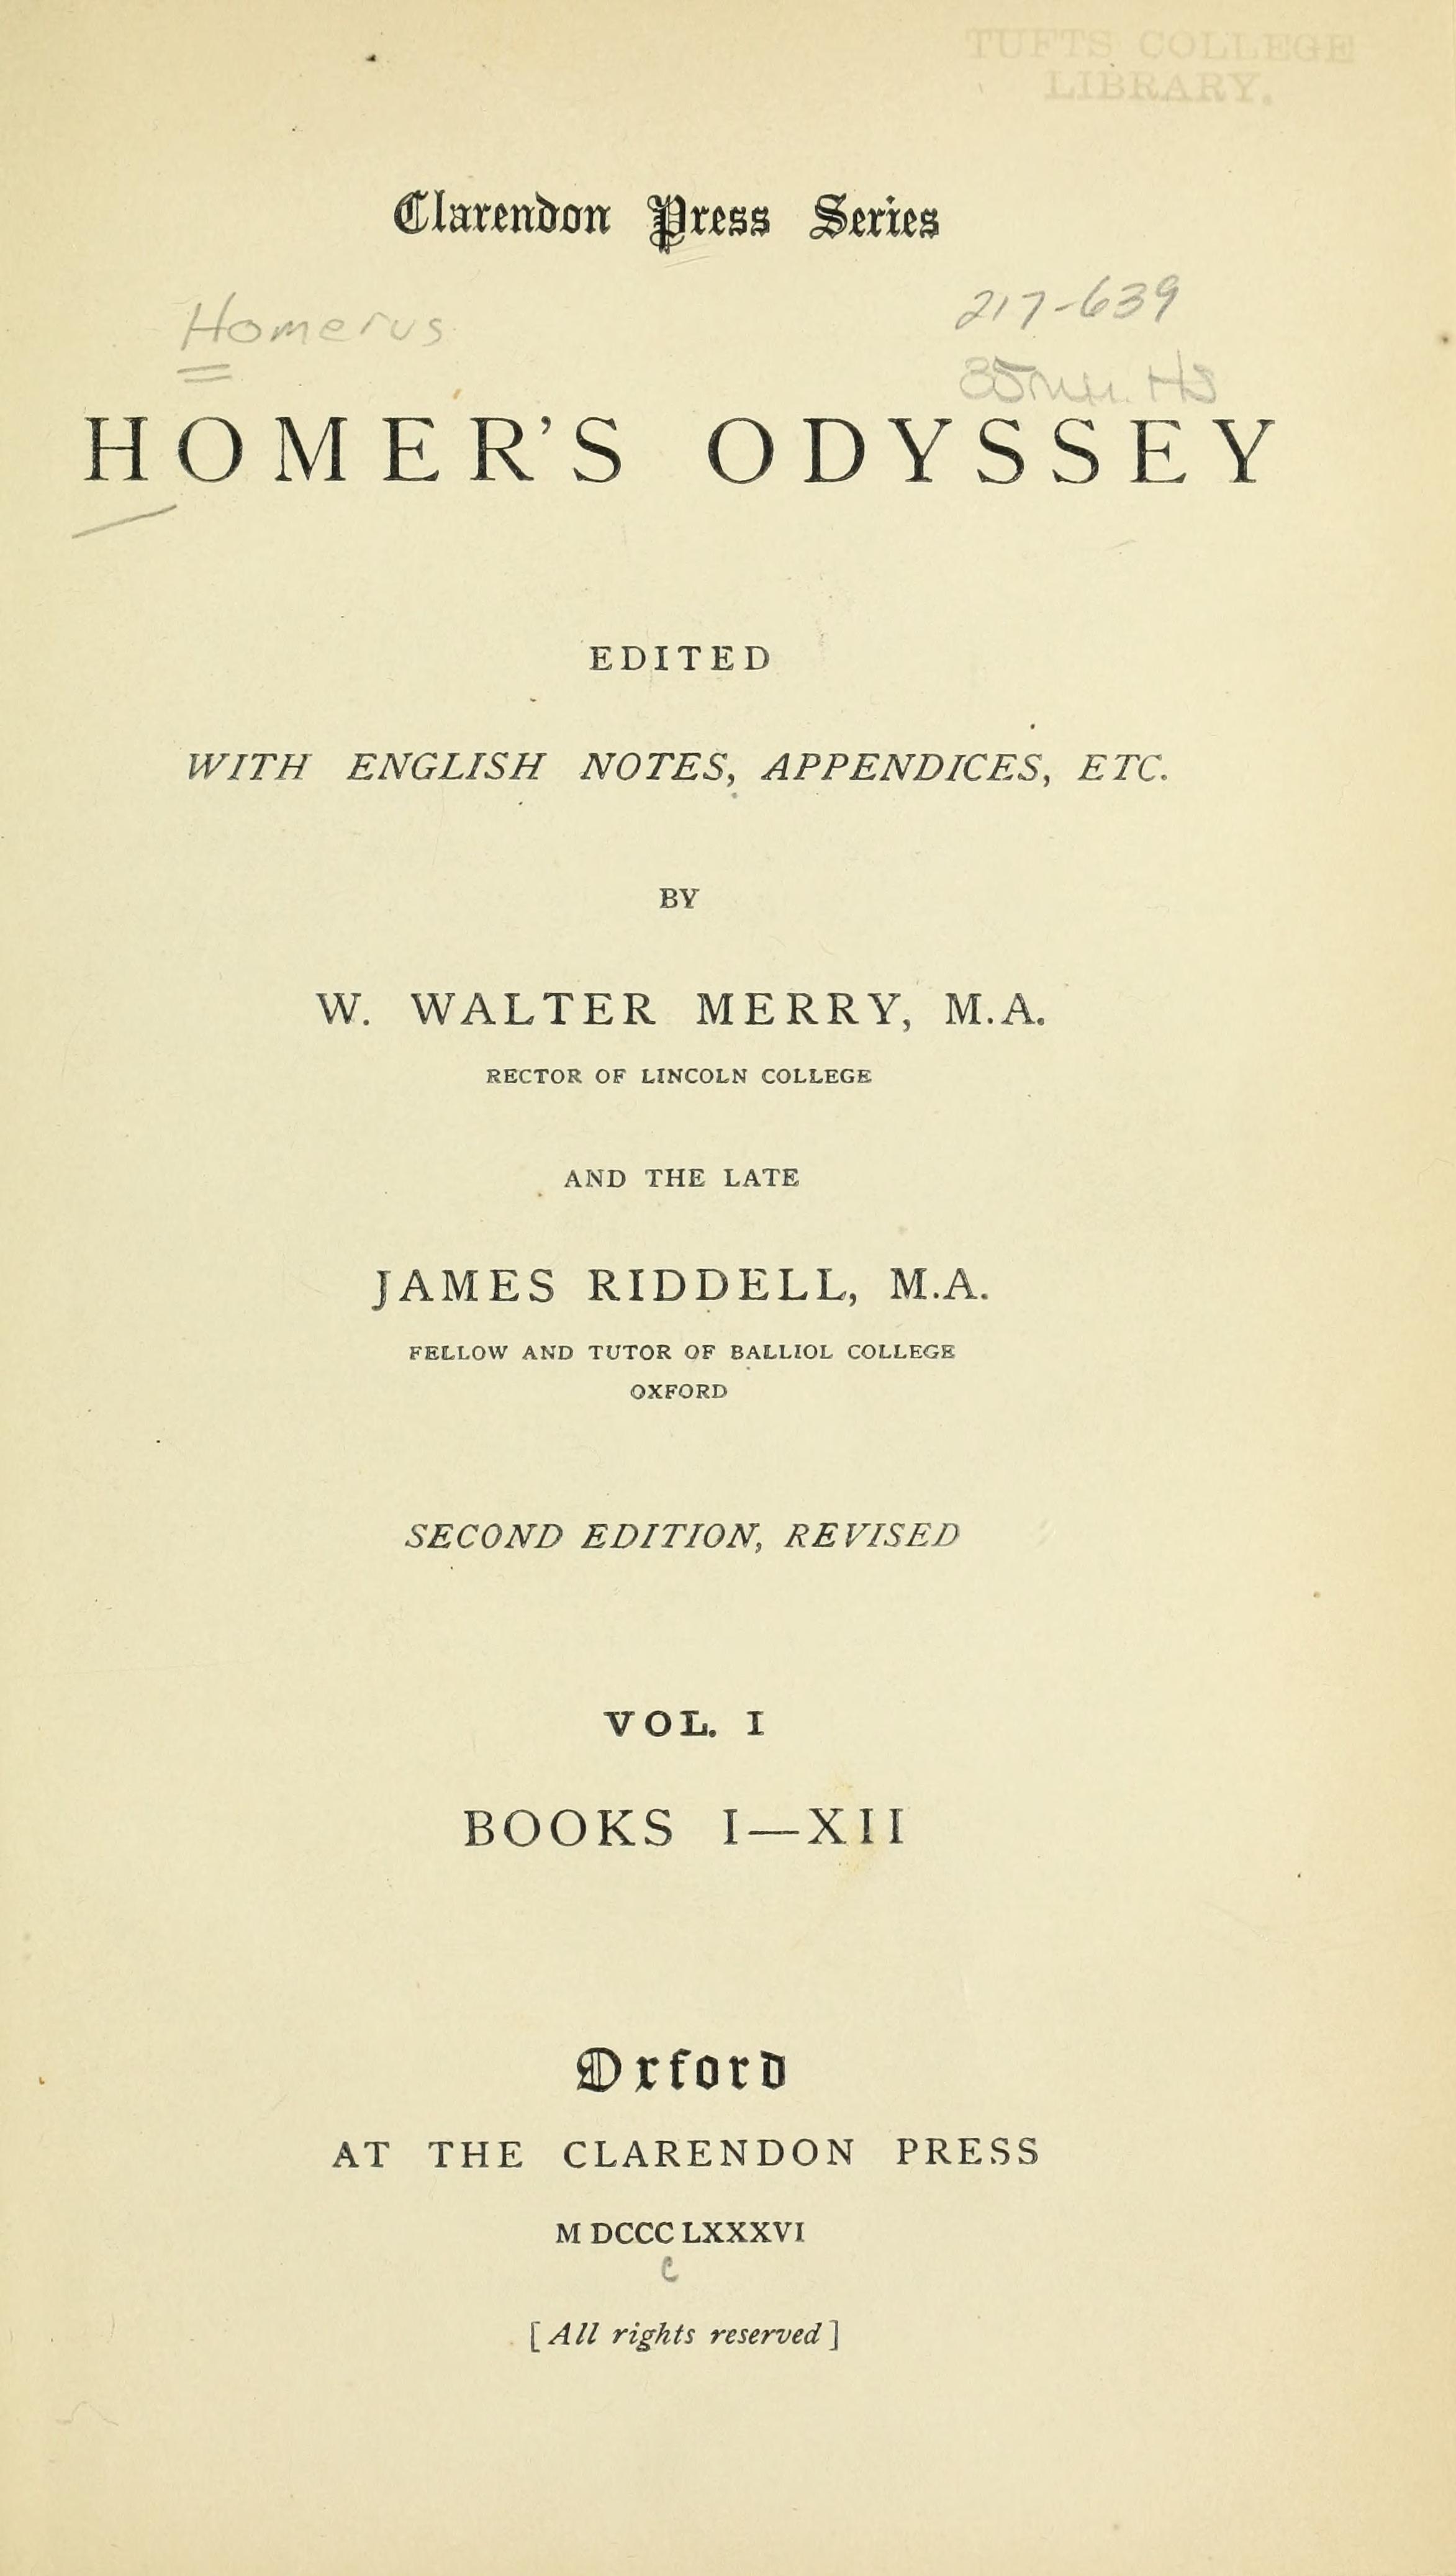 TUFTS COLLEGE
LIBRARY.
Clarendon Press Series
Homerus
217-639
HOMER'S ODYSSEY
EDITED
WITH ENGLISH NOTES, APPENDICES, ETC.
BY
W. WALTER MERRY, M.A.
RECTOR OF LINCOLN COLLEGE
AND THE LATE
JAMES RIDDELL, M.A.
FELLOW AND TUTOR OF BALLIOL COLLEGE
OXFORD
SECOND EDITION, REVISED
VOL. I
BOOKS I—XII
Oxford
AT THE CLARENDON PRESS
M DCCC LXXXVI
c
[All rights reserved]